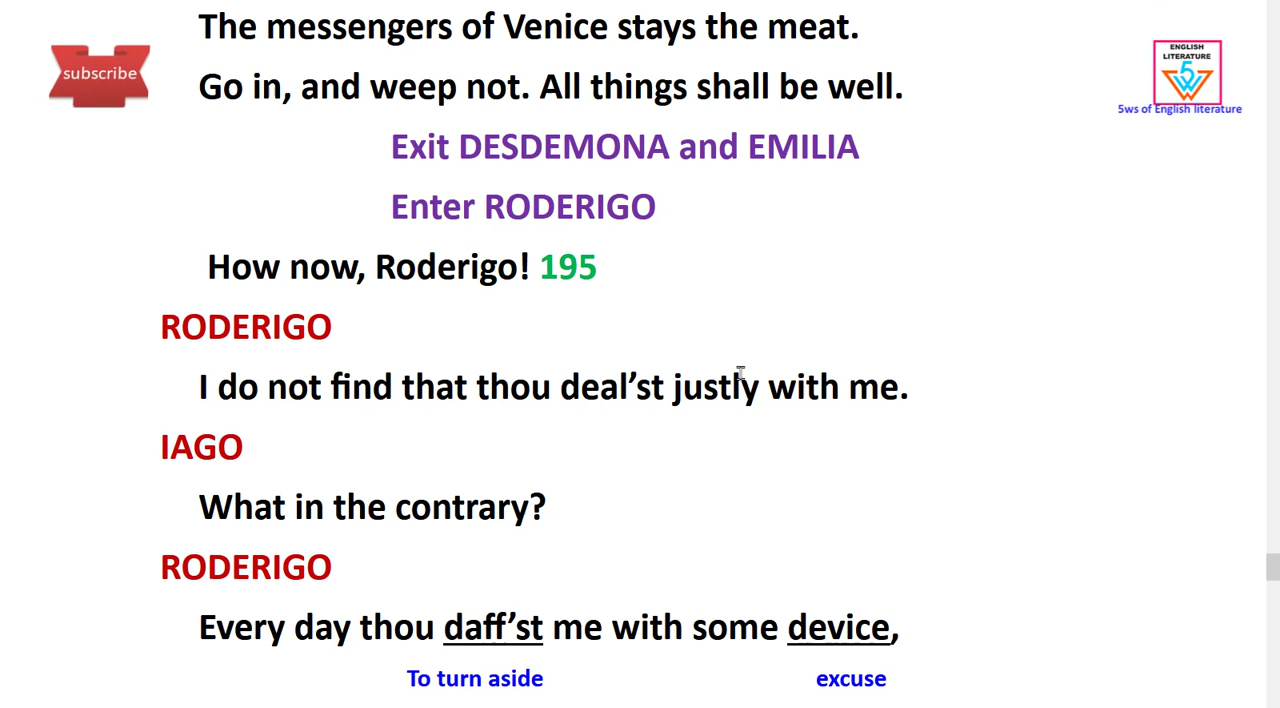 The messengers of Venice stays the meat.
subscribe
ENGLISH
LITERATURE
5
W
5ws of English literature
Go in, and weep not. All things shall be well.
Exit DESDEMONA and EMILIA
Enter RODERIGO
How now, Roderigo! 195
RODERIGO
I do not find that thou deal’st justly with me.
IAGO
What in the contrary?
RODERIGO
Every day thou daff’st me with some device,
To turn aside excuse